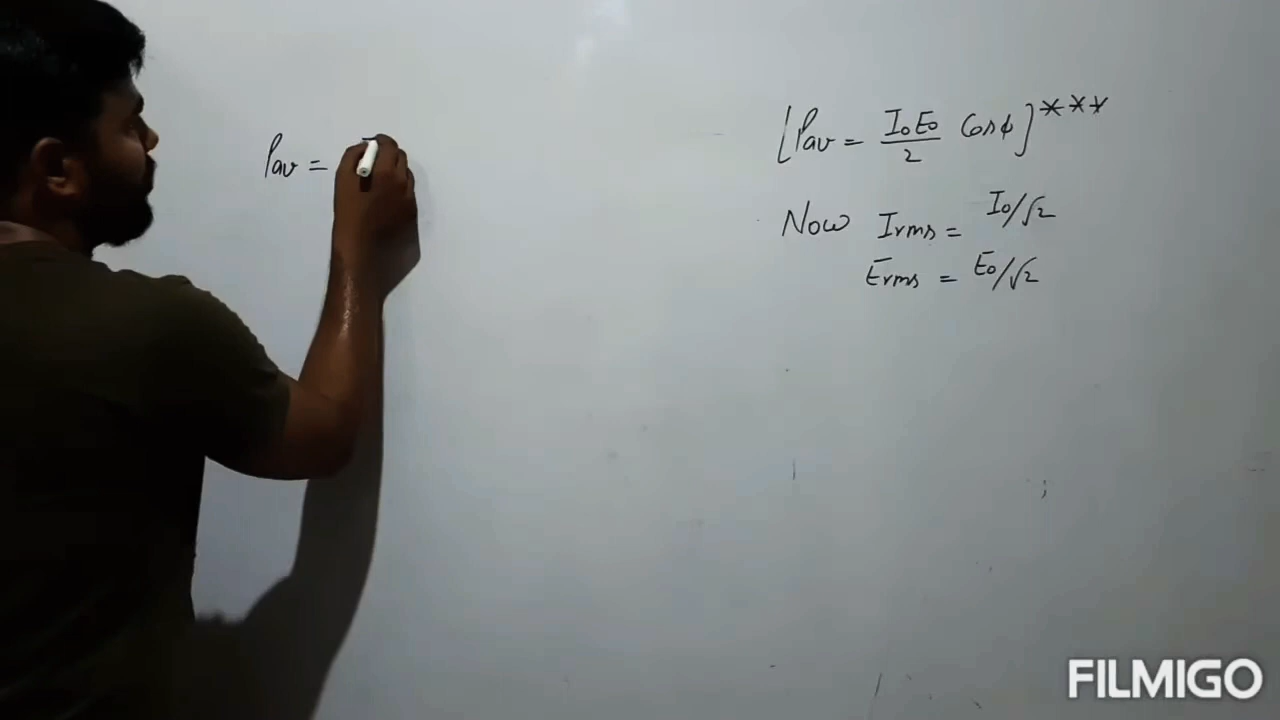 Pav =
[Pav = I₀E₀/2 Cosϕ]***
Now Irms = I₀/√2
Erms = E₀/√2
FILMIGO